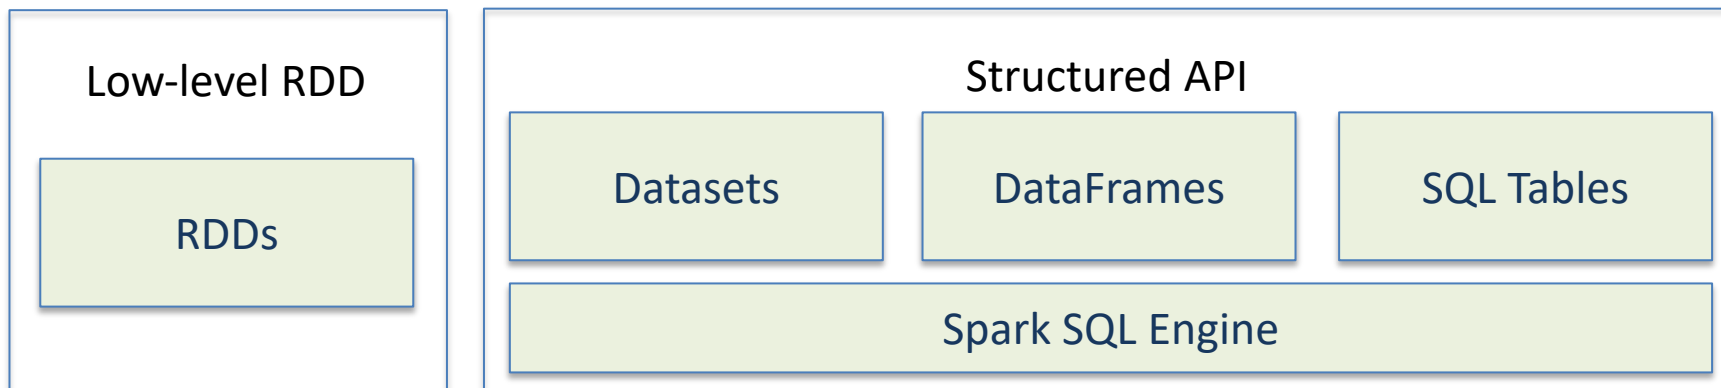 Low-level RDD
RDDs
Structured API
Datasets
DataFrames
SQL Tables
Spark SQL Engine